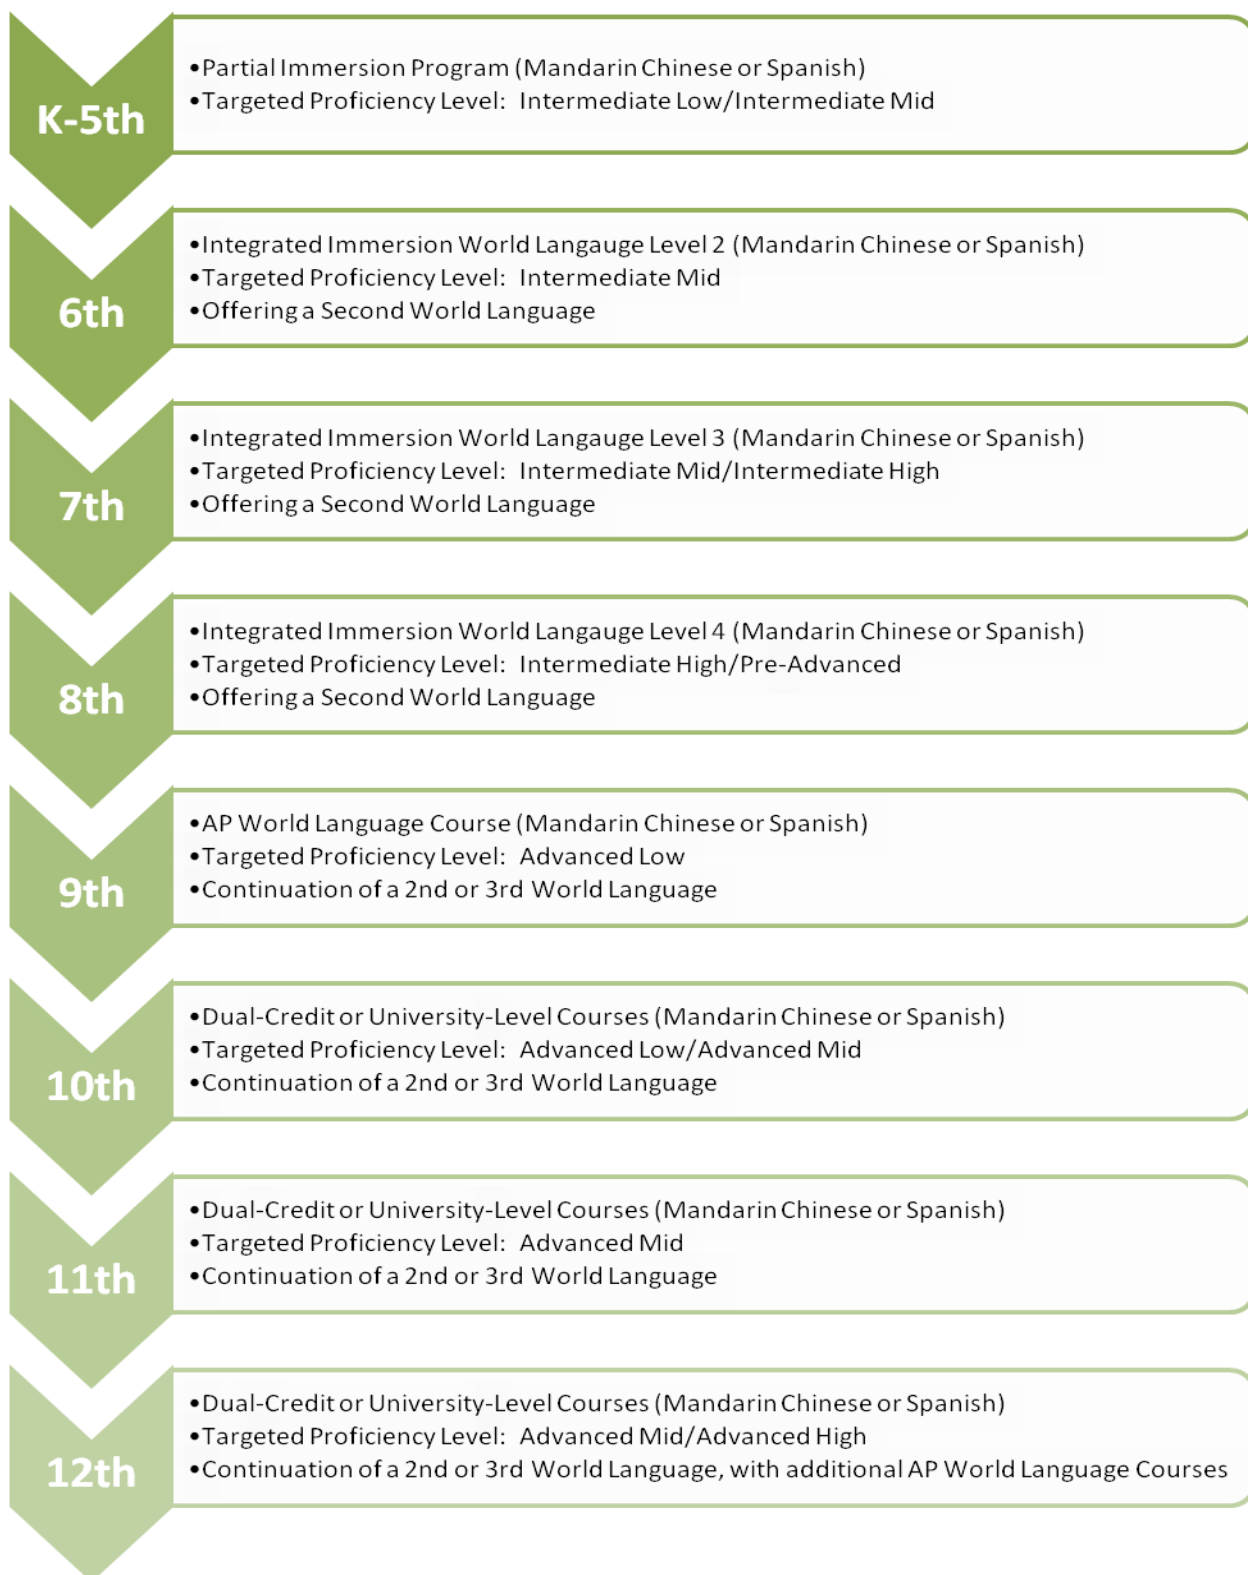 K-5th
•Partial Immersion Program (Mandarin Chinese or Spanish)
•Targeted Proficiency Level: Intermediate Low/Intermediate Mid
6th
•Integrated Immersion World Langauge Level 2 (Mandarin Chinese or Spanish)
•Targeted Proficiency Level: Intermediate Mid
•Offering a Second World Language
7th
•Integrated Immersion World Langauge Level 3 (Mandarin Chinese or Spanish)
•Targeted Proficiency Level: Intermediate Mid/Intermediate High
•Offering a Second World Language
8th
•Integrated Immersion World Langauge Level 4 (Mandarin Chinese or Spanish)
•Targeted Proficiency Level: Intermediate High/Pre-Advanced
•Offering a Second World Language
9th
•AP World Language Course (Mandarin Chinese or Spanish)
•Targeted Proficiency Level: Advanced Low
•Continuation of a 2nd or 3rd World Language
10th
•Dual-Credit or University-Level Courses (Mandarin Chinese or Spanish)
•Targeted Proficiency Level: Advanced Low/Advanced Mid
•Continuation of a 2nd or 3rd World Language
11th
•Dual-Credit or University-Level Courses (Mandarin Chinese or Spanish)
•Targeted Proficiency Level: Advanced Mid
•Continuation of a 2nd or 3rd World Language
12th
•Dual-Credit or University-Level Courses (Mandarin Chinese or Spanish)
•Targeted Proficiency Level: Advanced Mid/Advanced High
•Continuation of a 2nd or 3rd World Language, with additional AP World Language Courses